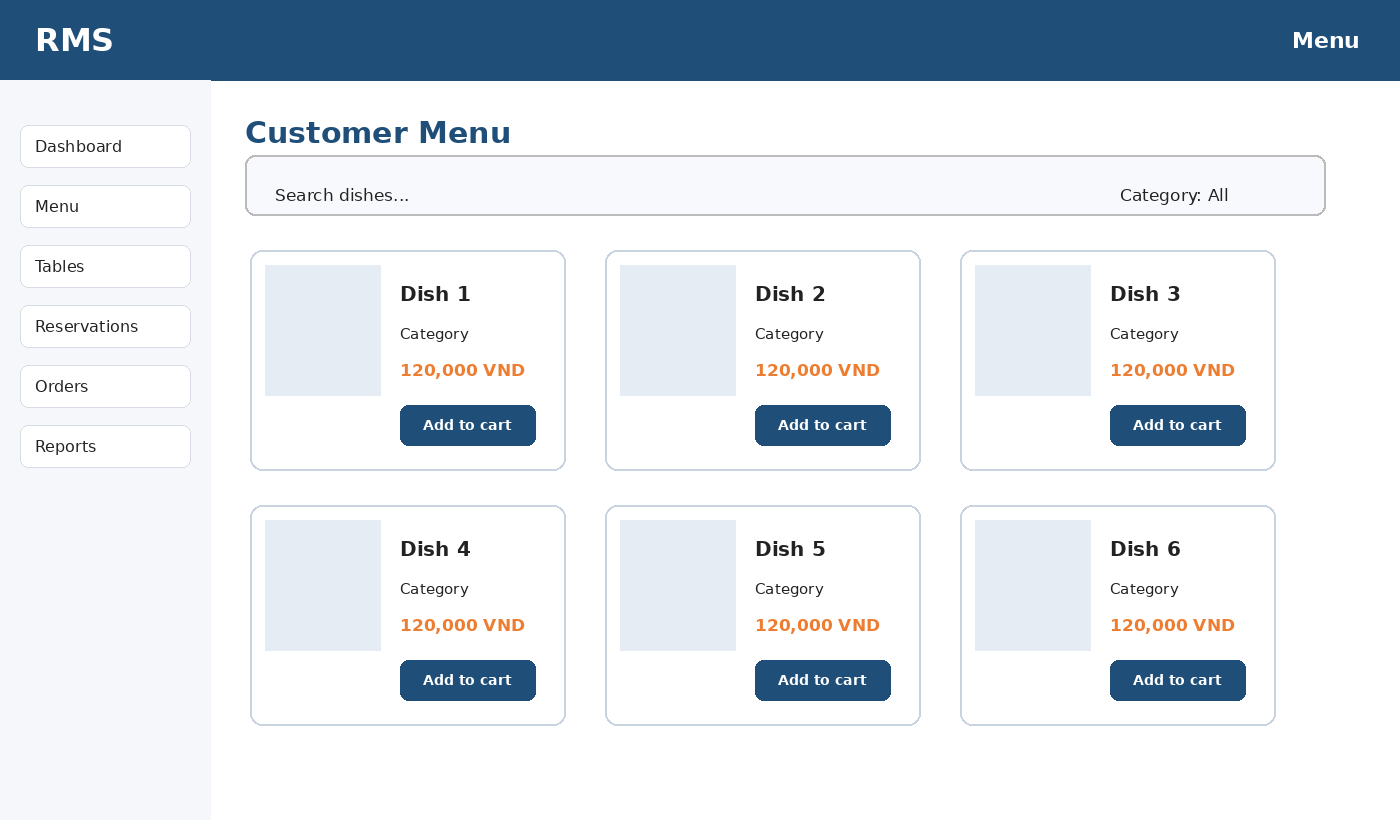 RMS
Menu
Dashboard
Menu
Tables
Reservations
Orders
Reports
Customer Menu
Search dishes...
Category: All
Dish 1
Category
120,000 VND
Add to cart
Dish 2
Category
120,000 VND
Add to cart
Dish 3
Category
120,000 VND
Add to cart
Dish 4
Category
120,000 VND
Add to cart
Dish 5
Category
120,000 VND
Add to cart
Dish 6
Category
120,000 VND
Add to cart